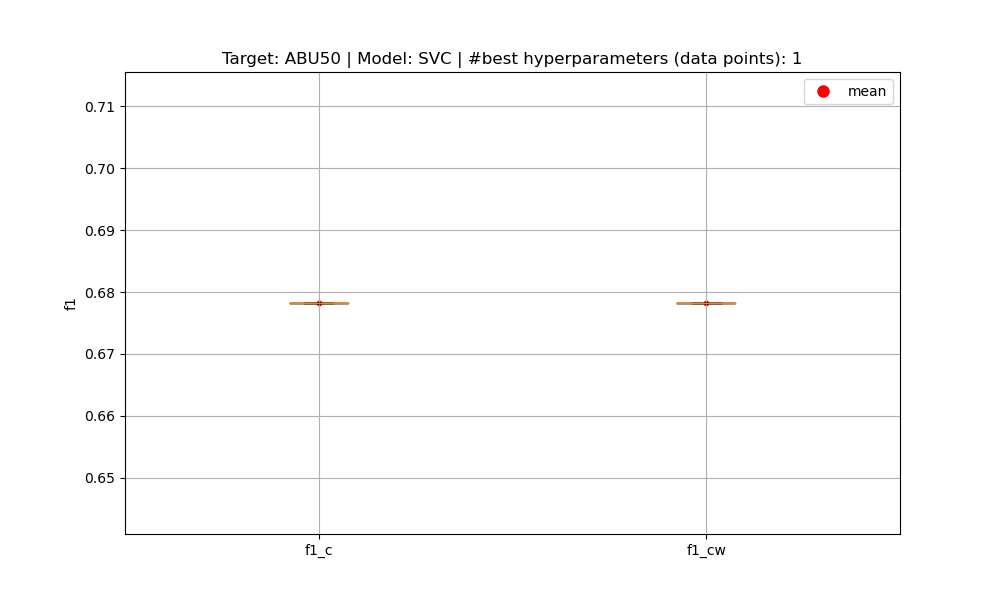 Target: ABU50 | Model: SVC | #best hyperparameters (data points): 1
mean
0.71
0.70
0.69
0.68
0.67
0.66
0.65
f1
f1_c
f1_cw